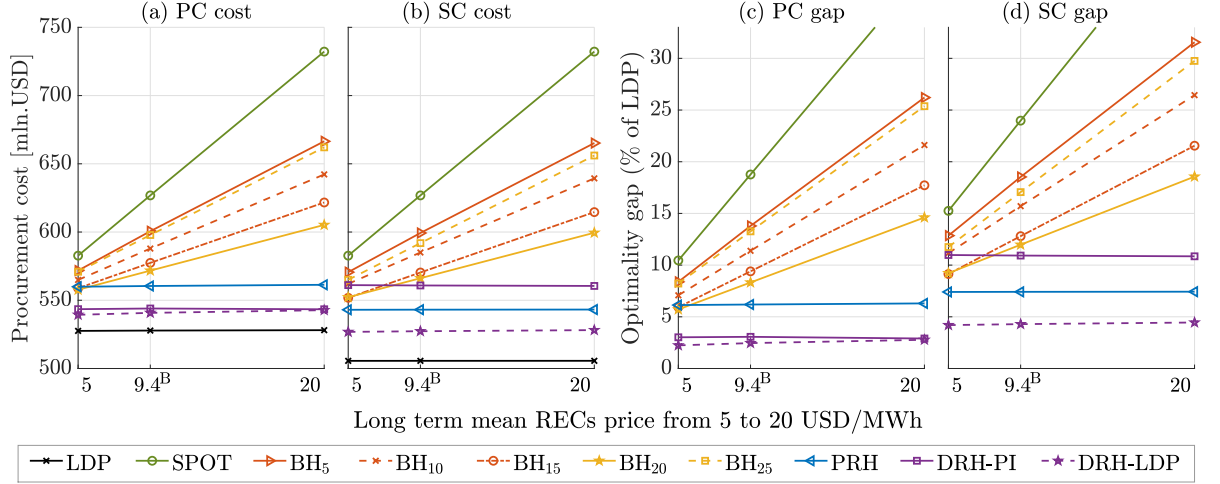 (a) PC cost
(b) SC cost
(c) PC gap
(d) SC gap
Procurement cost [mln.USD]
750
700
650
600
550
500
5
9.4ᴮ
20
5
9.4ᴮ
20
Optimality gap (% of LDP)
30
25
20
15
10
5
0
5
9.4ᴮ
20
5
9.4ᴮ
20
Long term mean RECs price from 5 to 20 USD/MWh
LDP SPOT BH₅ BH₁₀ BH₁₅ BH₂₀ BH₂₅ PRH DRH-PI DRH-LDP